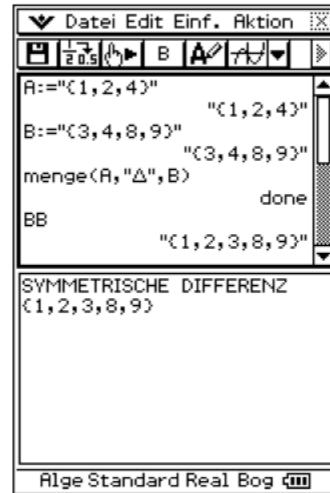 Datei Edit Einf. Aktion
B
A:="{1,2,4}"
"{1,2,4}"
B:="{3,4,8,9}"
"{3,4,8,9}"
menge(A,"Δ",B)
done
BB
"{1,2,3,8,9}"
SYMMETRISCHE DIFFERENZ
{1,2,3,8,9}
Alge Standard Real Bog